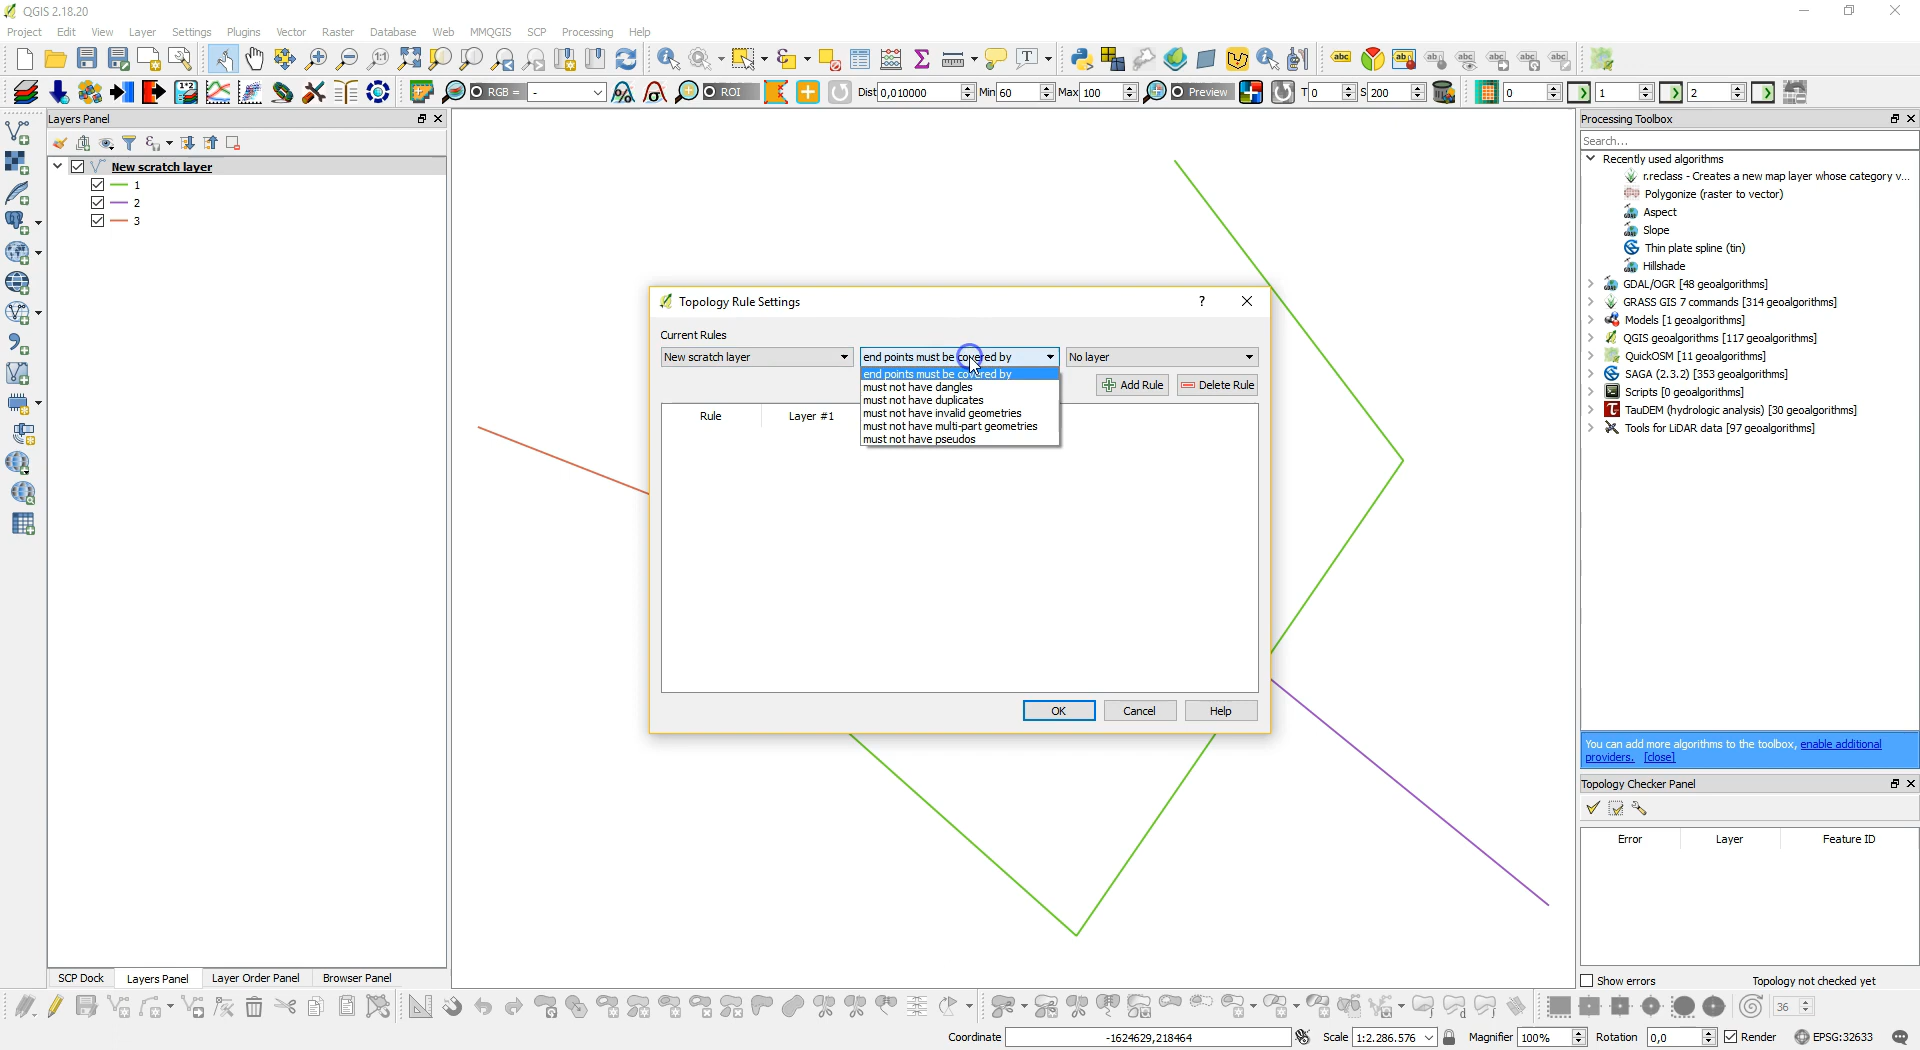 QGIS 2.18.20
Project Edit View Layer Settings Plugins Vector Raster Database Web MMQGIS SCP Processing Help
RGB = - ROI Dist 0,010000 Min 60 Max 100 Preview T 0 S 200 0 1 2
Layers Panel
New scratch layer
1
2
3
SCP Dock Layers Panel Layer Order Panel Browser Panel
Topology Rule Settings ?
Current Rules
New scratch layer end points must be covered by No layer
end points must be covered by
must not have dangles
must not have duplicates
must not have invalid geometries
must not have multi-part geometries
must not have pseudos
Add Rule Delete Rule
Rule Layer #1
OK Cancel Help
Processing Toolbox
Search...
Recently used algorithms
r.reclass - Creates a new map layer whose category v...
Polygonize (raster to vector)
Aspect
Slope
Thin plate spline (tin)
Hillshade
GDAL/OGR [48 geoalgorithms]
GRASS GIS 7 commands [314 geoalgorithms]
Models [1 geoalgorithms]
QGIS geoalgorithms [117 geoalgorithms]
QuickOSM [11 geoalgorithms]
SAGA (2.3.2) [353 geoalgorithms]
Scripts [0 geoalgorithms]
TauDEM (hydrologic analysis) [30 geoalgorithms]
Tools for LiDAR data [97 geoalgorithms]
You can add more algorithms to the toolbox, enable additional
providers. [close]
Topology Checker Panel
Error Layer Feature ID
Show errors Topology not checked yet
36
Coordinate -1624629,218464 Scale 1:2.286.576 Magnifier 100% Rotation 0,0 Render EPSG:32633